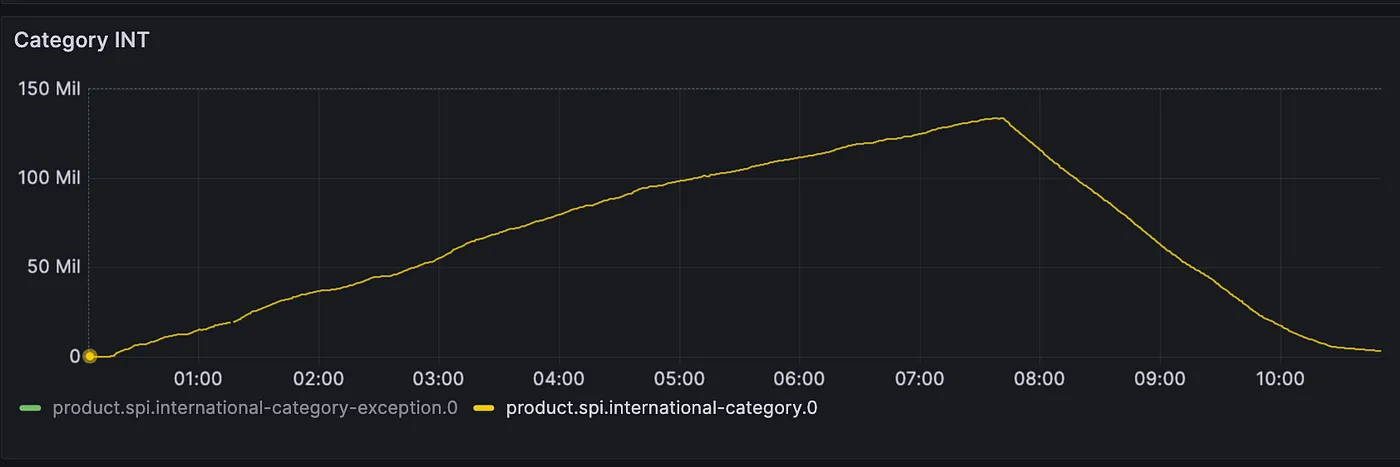 Category INT
150 Mil
100 Mil
50 Mil
0
01:00 02:00 03:00 04:00 05:00 06:00 07:00 08:00 09:00 10:00
product.spi.international-category-exception.0 product.spi.international-category.0